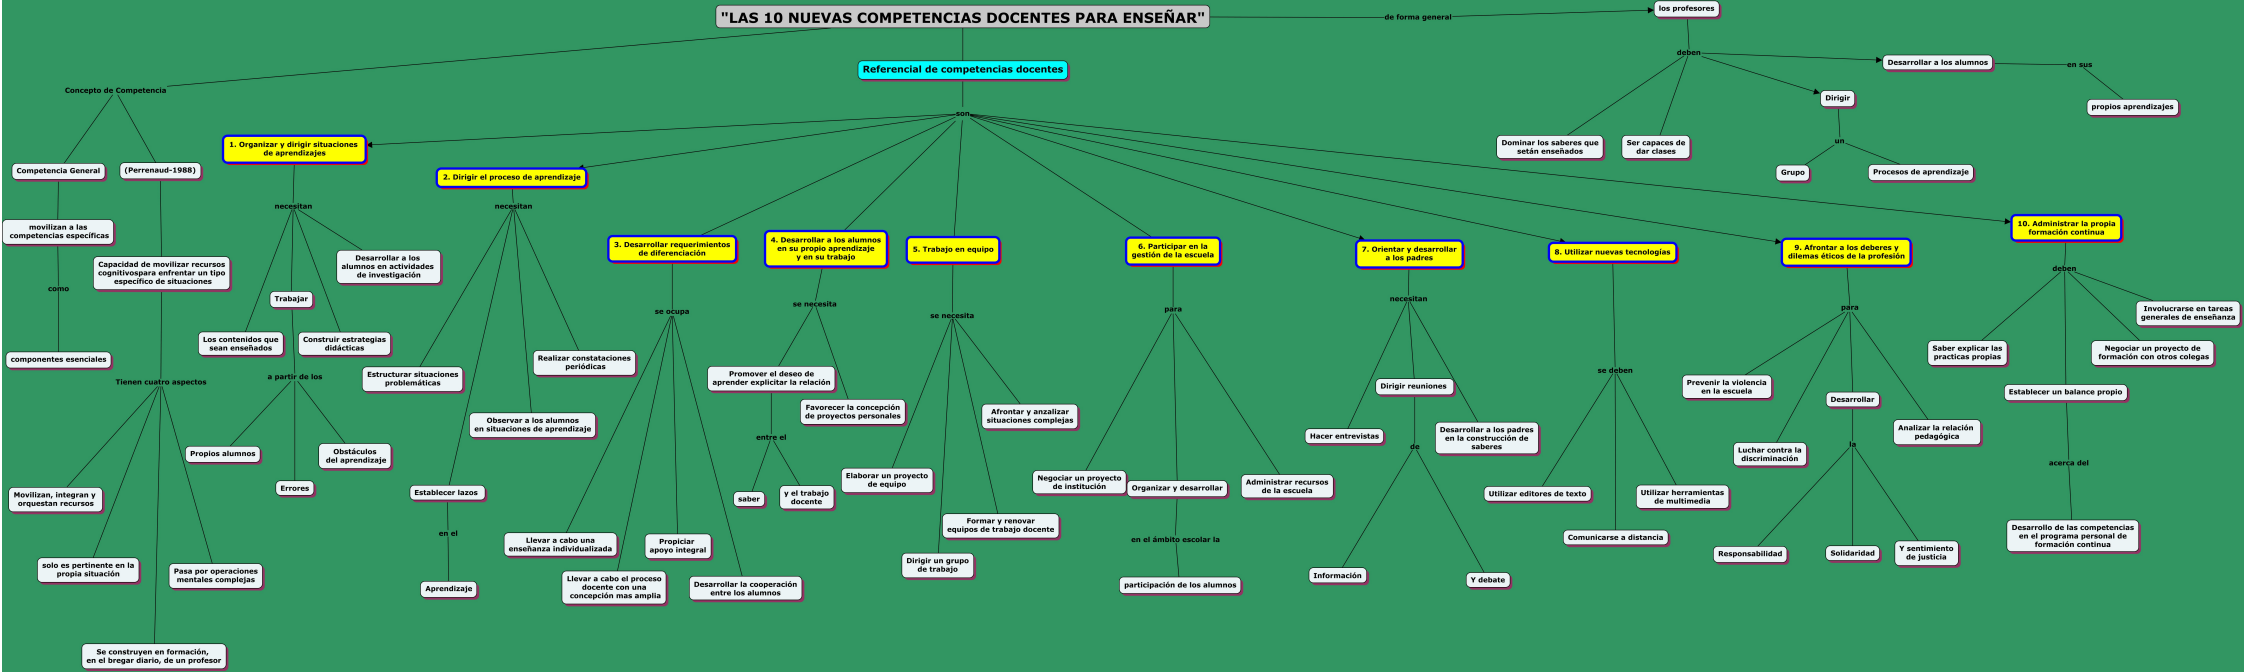 "LAS 10 NUEVAS COMPETENCIAS DOCENTES PARA ENSEÑAR"
de forma general
los profesores
deben
Dominar los saberes que
setán enseñados
Ser capaces de
dar clases
Dirigir
un
Grupo
Procesos de aprendizaje
Desarrollar a los alumnos
en sus
propios aprendizajes
Referencial de competencias docentes
son
Concepto de Competencia
Competencia General
movilizan a las
competencias específicas
como
componentes esenciales
(Perrenaud-1988)
Capacidad de movilizar recursos
cognitivospara enfrentar un tipo
específico de situaciones
Tienen cuatro aspectos
Movilizan, integran y
orquestan recursos
solo es pertinente en la
propia situación
Se construyen en formación,
en el bregar diario, de un profesor
Pasa por operaciones
mentales complejas
1. Organizar y dirigir situaciones
de aprendizajes
necesitan
Los contenidos que
sean enseñados
Trabajar
a partir de los
Propios alumnos
Errores
Obstáculos
del aprendizaje
Construir estrategias
didácticas
Desarrollar a los
alumnos en actividades
de investigación
2. Dirigir el proceso de aprendizaje
necesitan
Estructurar situaciones
problemáticas
Establecer lazos
en el
Aprendizaje
Observar a los alumnos
en situaciones de aprendizaje
Realizar constataciones
periódicas
3. Desarrollar requerimientos
de diferenciación
se ocupa
Llevar a cabo una
enseñanza individualizada
Llevar a cabo el proceso
docente con una
concepción mas amplia
Propiciar
apoyo integral
Desarrollar la cooperación
entre los alumnos
4. Desarrollar a los alumnos
en su propio aprendizaje
y en su trabajo
se necesita
Promover el deseo de
aprender explicitar la relación
entre el
saber
y el trabajo
docente
Favorecer la concepción
de proyectos personales
5. Trabajo en equipo
se necesita
Elaborar un proyecto
de equipo
Dirigir un grupo
de trabajo
Formar y renovar
equipos de trabajo docente
Afrontar y anzalizar
situaciones complejas
6. Participar en la
gestión de la escuela
para
Negociar un proyecto
de institución
Organizar y desarrollar
en el ámbito escolar la
participación de los alumnos
Administrar recursos
de la escuela
7. Orientar y desarrollar
a los padres
necesitan
Hacer entrevistas
Dirigir reuniones
de
Información
Y debate
Desarrollar a los padres
en la construcción de
saberes
8. Utilizar nuevas tecnologías
se deben
Utilizar editores de texto
Comunicarse a distancia
Utilizar herramientas
de multimedia
9. Afrontar a los deberes y
dilemas éticos de la profesión
para
Prevenir la violencia
en la escuela
Luchar contra la
discriminación
Desarrollar
la
Responsabilidad
Solidaridad
Y sentimiento
de justicia
Analizar la relación
pedagógica
10. Administrar la propia
formación continua
deben
Saber explicar las
practicas propias
Establecer un balance propio
acerca del
Desarrollo de las competencias
en el programa personal de
formación continua
Negociar un proyecto de
formación con otros colegas
Involucrarse en tareas
generales de enseñanza